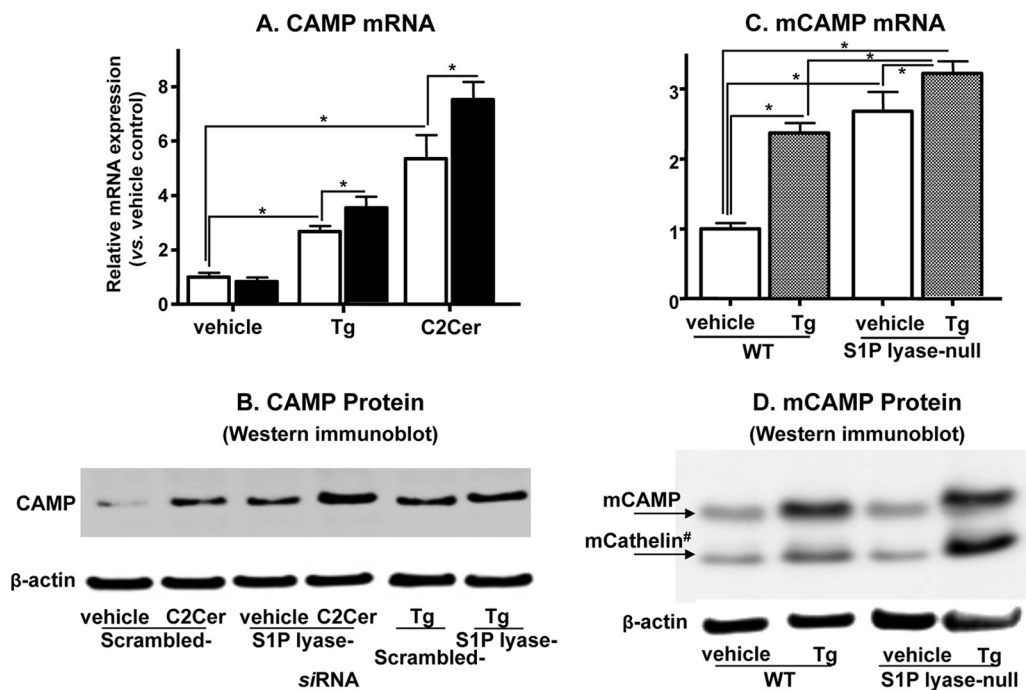 A. CAMP mRNA
Relative mRNA expression
(vs. vehicle control)
8
6
4
2
0
*
*
*
*
vehicle Tg C2Cer
B. CAMP Protein
(Western immunoblot)
CAMP
β-actin
vehicle C2Cer vehicle C2Cer Tg Tg
Scrambled- S1P lyase- Scrambled- S1P lyase-
siRNA
C. mCAMP mRNA
3
2
1
0
*
*
*
*
*
vehicle Tg vehicle Tg
WT S1P lyase-null
D. mCAMP Protein
(Western immunoblot)
mCAMP
mCathelin#
β-actin
vehicle Tg vehicle Tg
WT S1P lyase-null